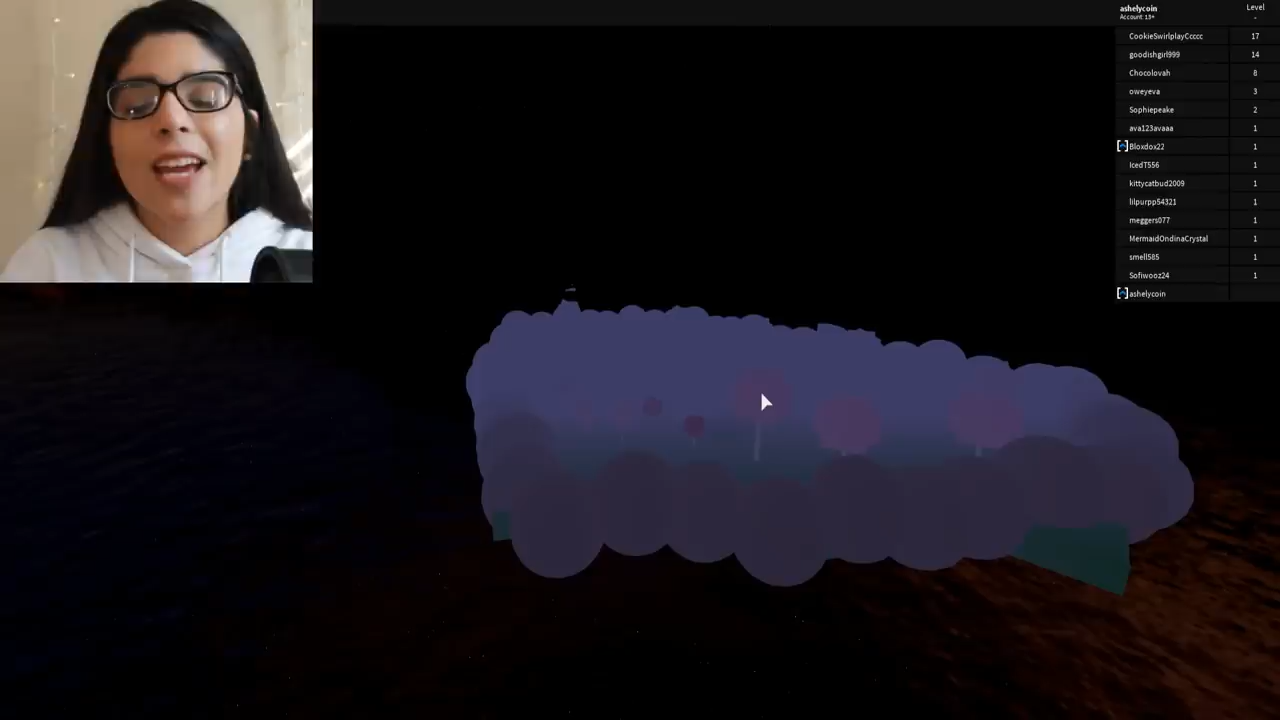 ashelycoin Level
Account: 13+ -
CookieSwirlplayCcccc 17
goodishgirl999 14
Chocolovah 8
oweyeva 3
Sophiepeake 2
ava123avaaa 1
Bloxdox22 1
IcedT556 1
kittycatbud2009 1
lilpurpp54321 1
meggers077 1
MermaidOndinaCrystal 1
smell585 1
Sofiwooz24 1
ashelycoin